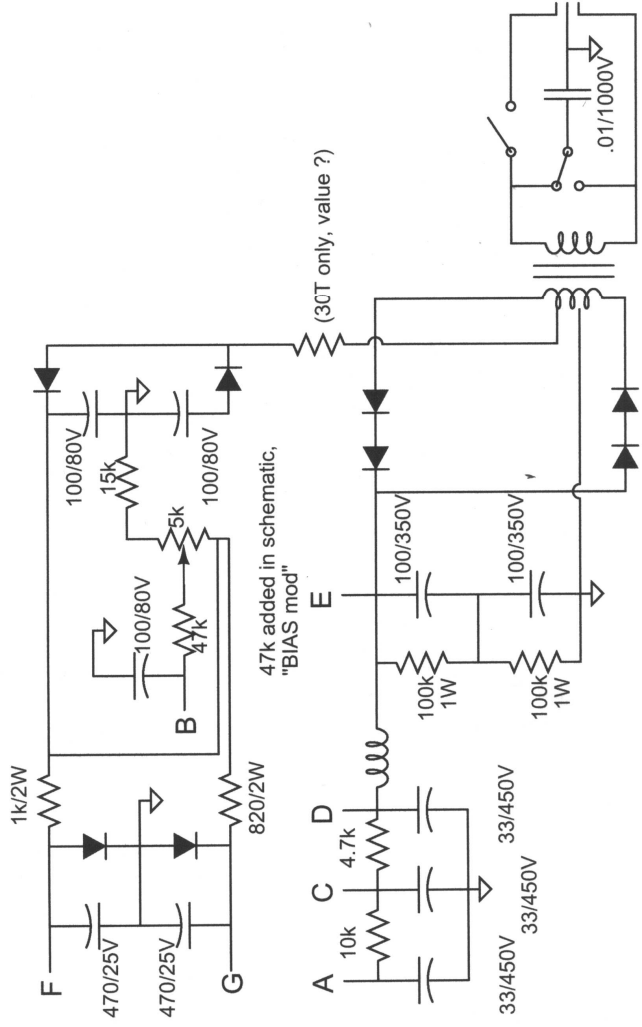 F
1k/2W
470/25V
470/25V
G
820/2W
B
100/80V
47k
5k
15k
100/80V
100/80V
47k added in schematic,
"BIAS mod"
(30T only, value ?)
A
10k
C
4.7k
D
E
33/450V
33/450V
33/450V
100k
1W
100k
1W
100/350V
100/350V
.01/1000V